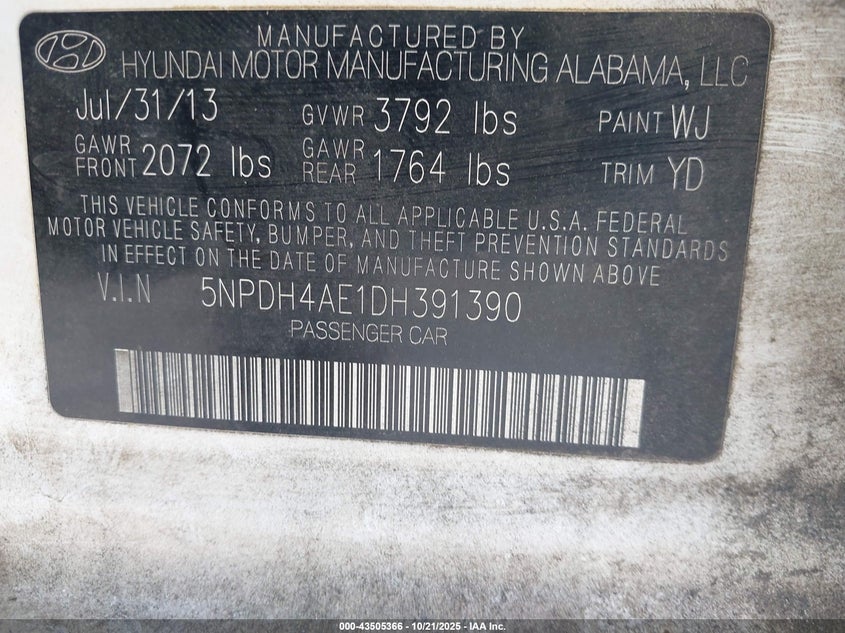 MANUFACTURED BY
HYUNDAI MOTOR MANUFACTURING ALABAMA, LLC
Jul/31/13 GVWR 3792 lbs PAINT WJ
GAWR FRONT 2072 lbs GAWR REAR 1764 lbs TRIM YD
THIS VEHICLE CONFORMS TO ALL APPLICABLE U.S.A. FEDERAL
MOTOR VEHICLE SAFETY, BUMPER, AND THEFT PREVENTION STANDARDS
IN EFFECT ON THE DATE OF MANUFACTURE SHOWN ABOVE
V.I.N 5NPDH4AE1DH391390
PASSENGER CAR
000-43505366 - 10/21/2025 - IAA Inc.